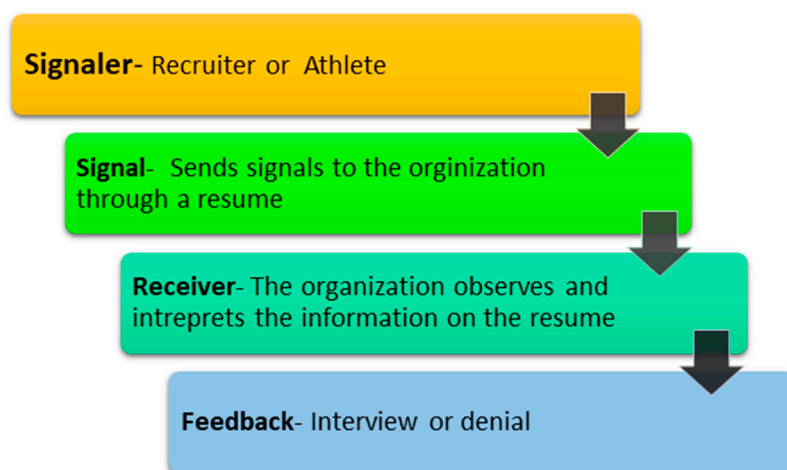 Signaler- Recruiter or Athlete
Signal- Sends signals to the orginization
through a resume
Receiver- The organization observes and
intreprets the information on the resume
Feedback- Interview or denial